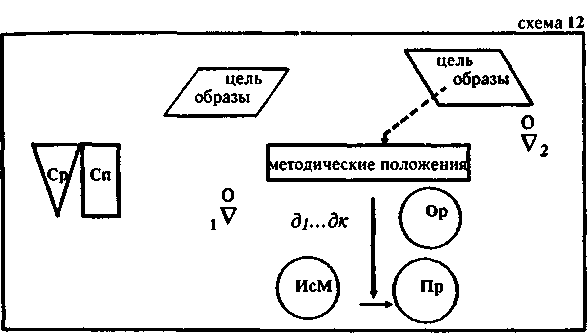 схема 12
цель
образы
цель
образы
О
2
методические положения
Ср
Сп
О
1
д1...дк
Ор
ИсМ
Пр